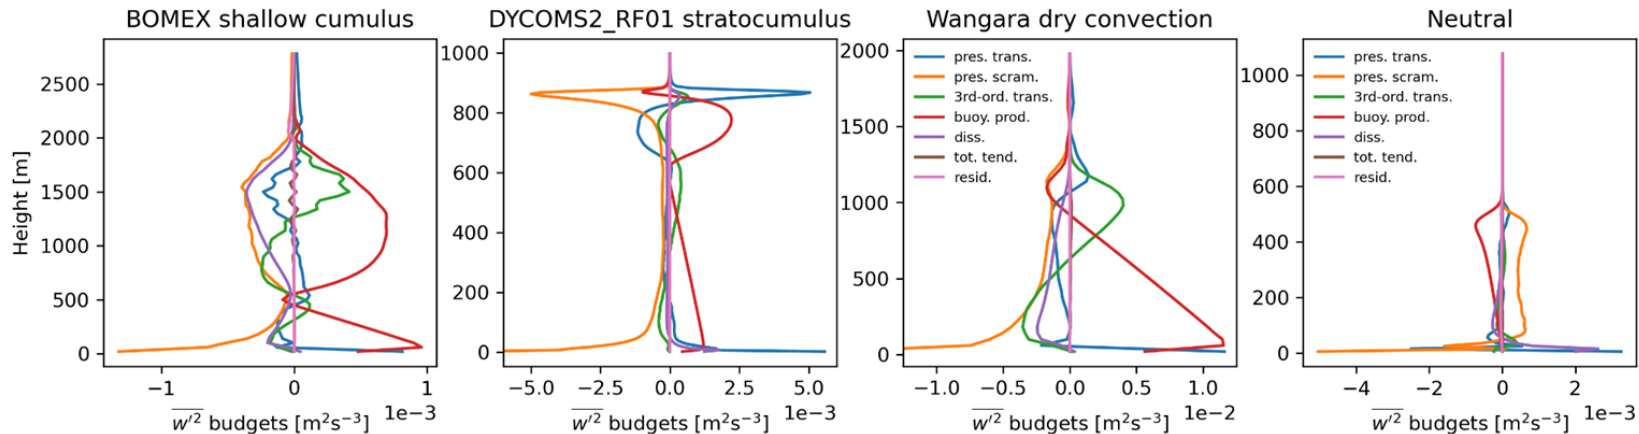 BOMEX shallow cumulus
Height [m]
2500
2000
1500
1000
500
0
−1
0
1
1e−3
w′² budgets [m²s⁻³]
DYCOMS2_RF01 stratocumulus
1000
800
600
400
200
0
−5.0
−2.5
0.0
2.5
5.0
1e−3
w′² budgets [m²s⁻³]
Wangara dry convection
2000
1500
1000
500
0
pres. trans.
pres. scram.
3rd-ord. trans.
buoy. prod.
diss.
tot. tend.
resid.
−1.0
−0.5
0.0
0.5
1.0
1e−2
w′² budgets [m²s⁻³]
Neutral
1000
800
600
400
200
0
pres. trans.
pres. scram.
3rd-ord. trans.
buoy. prod.
diss.
tot. tend.
resid.
−4
−2
0
2
1e−3
w′² budgets [m²s⁻³]